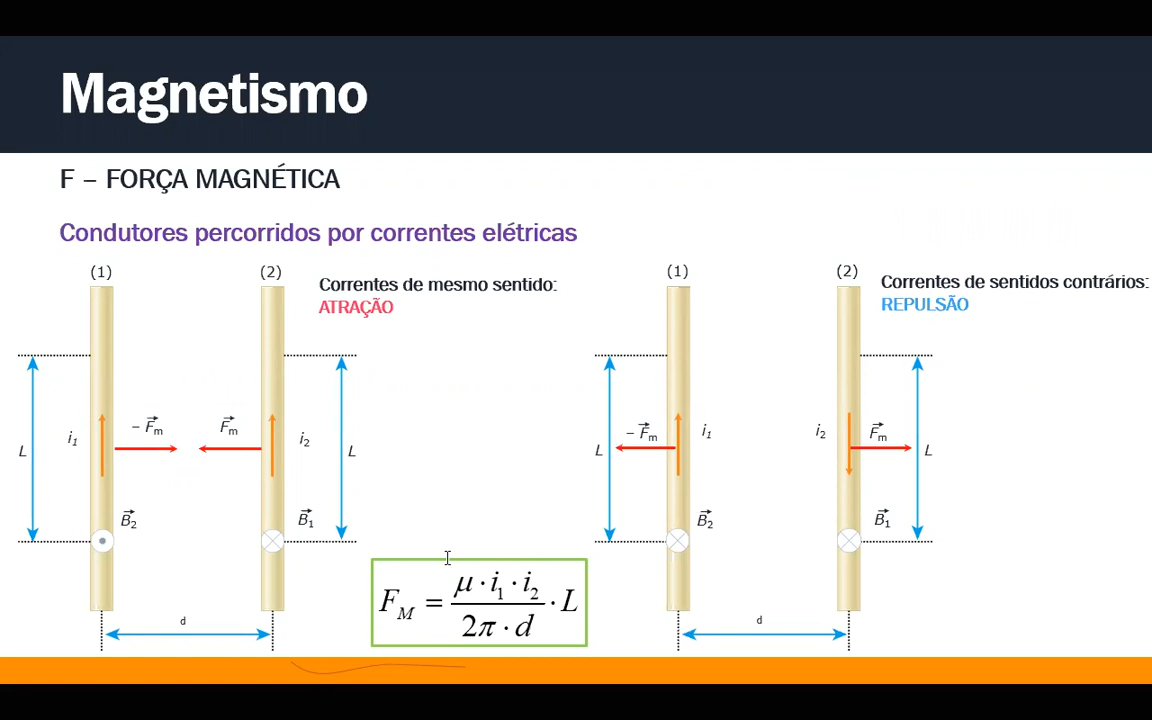 Magnetismo
F – FORÇA MAGNÉTICA
Condutores percorridos por correntes elétricas
(1)
(2)
Correntes de mesmo sentido:
ATRAÇÃO
L
i1
– Fm
Fm
i2
L
B2
B1
d
FM = μ · i1 · i2 / 2π · d · L
(1)
(2)
Correntes de sentidos contrários:
REPULSÃO
L
– Fm
i1
i2
Fm
L
B2
B1
d